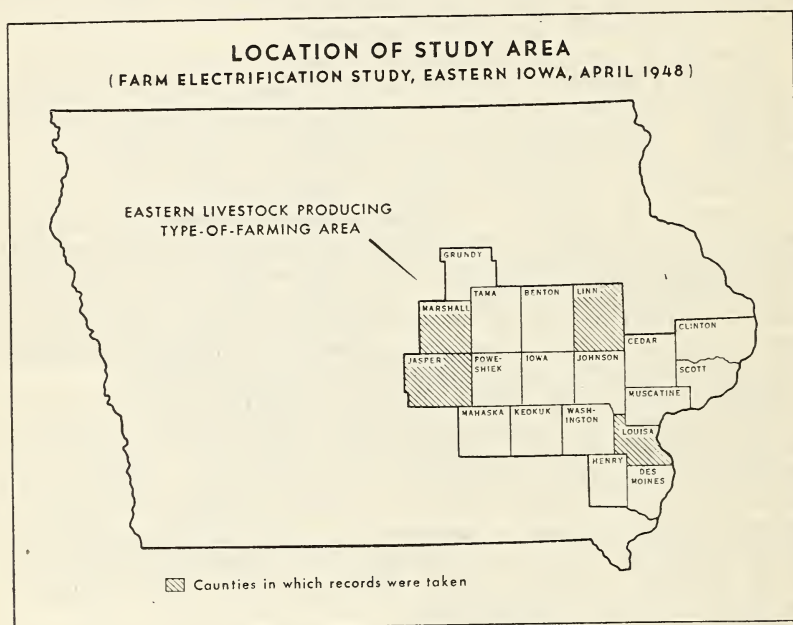 LOCATION OF STUDY AREA
(FARM ELECTRIFICATION STUDY, EASTERN IOWA, APRIL 1948)
EASTERN LIVESTOCK PRODUCING
TYPE-OF-FARMING AREA
GRUNDY
TAMA
BENTON
LINN
MARSHALL
CLINTON
CEDAR
JASPER
POWE-
SHIEK
IOWA
JOHNSON
SCOTT
MUSCATINE
MAHASKA
KEOKUK
WASH-
INGTON
LOUISA
HENRY
DES
MOINES
Caunties in which records were taken